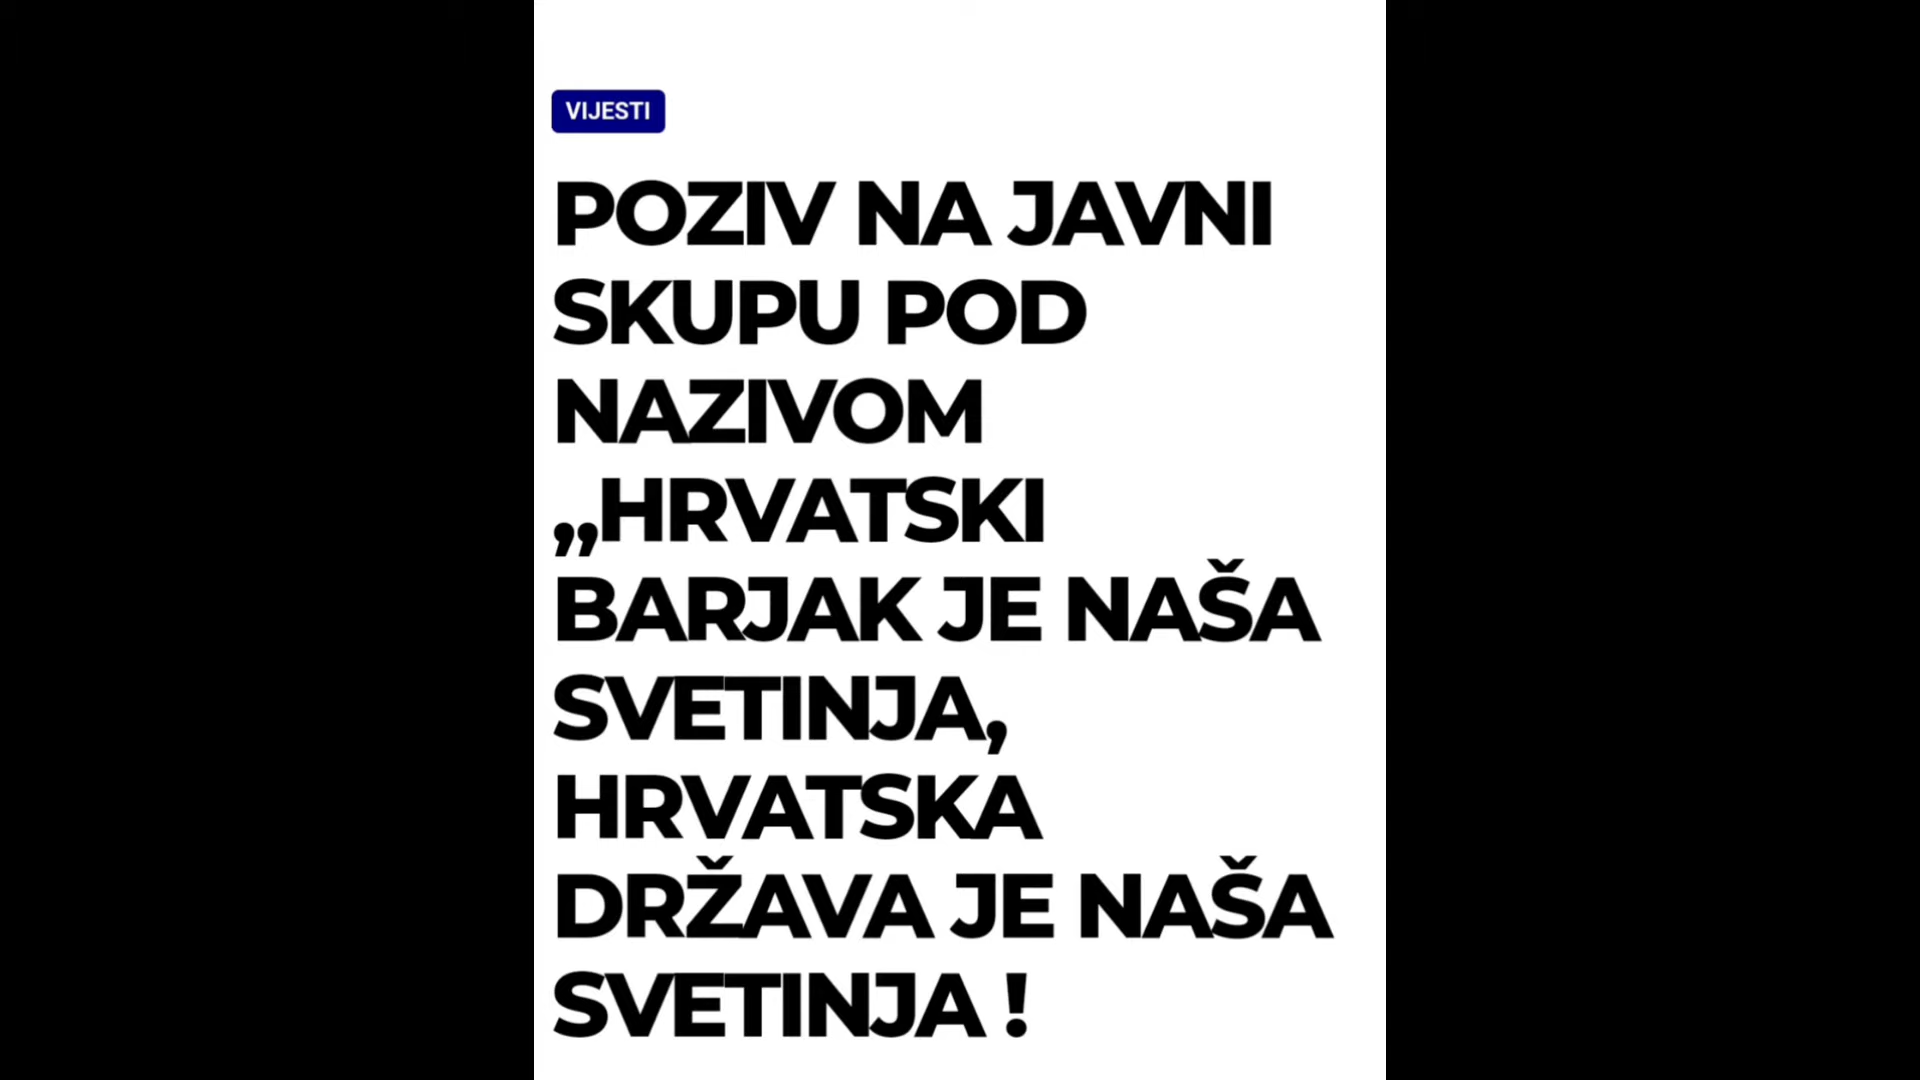 VIJESTI
POZIV NA JAVNI
SKUPU POD
NAZIVOM
„HRVATSKI
BARJAK JE NAŠA
SVETINJA,
HRVATSKA
DRŽAVA JE NAŠA
SVETINJA !